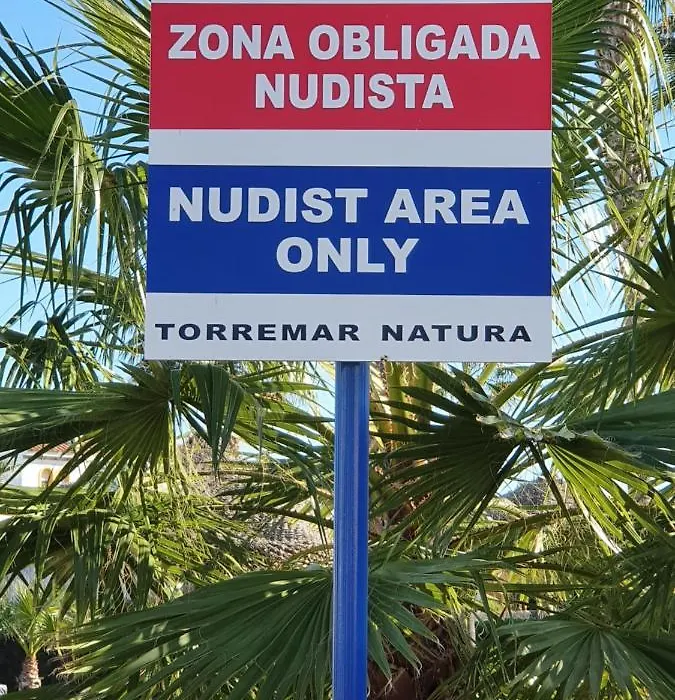 ZONA OBLIGADA
NUDISTA
NUDIST AREA
ONLY
TORREMAR NATURA